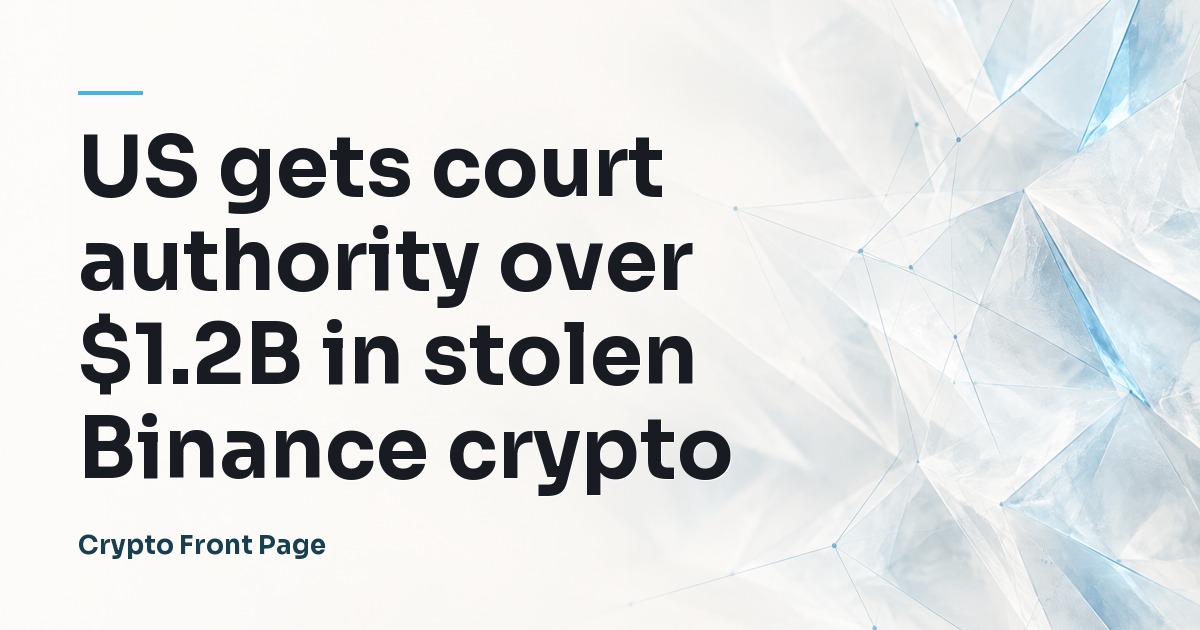 US gets court
authority over
$1.2B in stolen
Binance crypto
Crypto Front Page